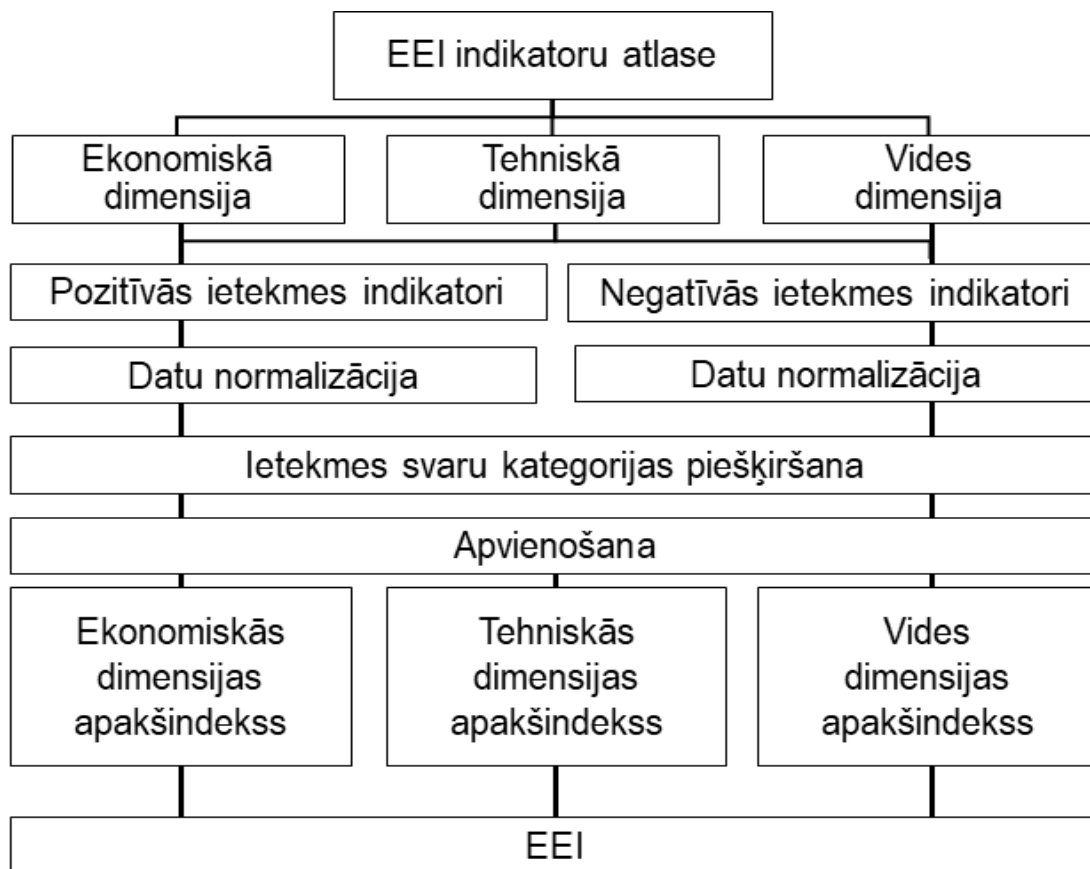 EEI indikatoru atlase
Ekonomiskā
dimensija
Tehniskā
dimensija
Vides
dimensija
Pozitīvās ietekmes indikatori
Negatīvās ietekmes indikatori
Datu normalizācija
Datu normalizācija
Ietekmes svaru kategorijas piešķiršana
Apvienošana
Ekonomiskās
dimensijas
apakšindekss
Tehniskās
dimensijas
apakšindekss
Vides
dimensijas
apakšindekss
EEI